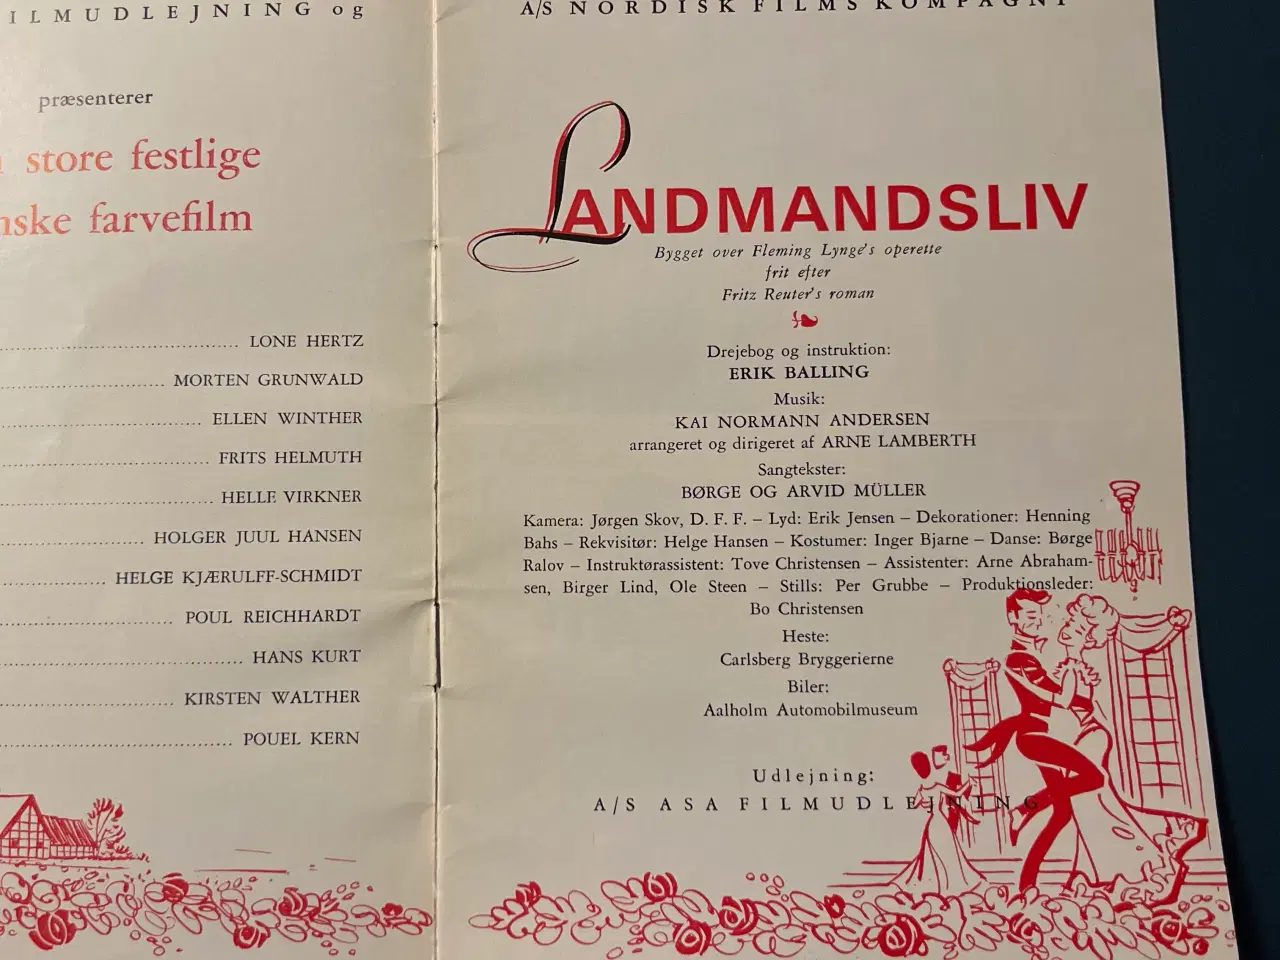 ILMUDLEJNING og
præsenterer
store festlige
farvefilm
LONE HERTZ
MORTEN GRUNWALD
ELLEN WINTHER
FRITS HELMUTH
HELLE VIRKNER
HOLGER JUUL HANSEN
HELGE KJÆRULFF-SCHMIDT
POUL REICHHARDT
HANS KURT
KIRSTEN WALTHER
POUEL KERN
A/S NORDISK FILMS KOMPAGNI
LANDMANDSLIV
Bygget over Fleming Lynge's operette
frit efter
Fritz Reuter's roman
Drejebog og instruktion:
ERIK BALLING
Musik:
KAI NORMANN ANDERSEN
arrangeret og dirigeret af ARNE LAMBERTH
Sangtekster:
BØRGE OG ARVID MÜLLER
Kamera: Jørgen Skov, D. F. F. – Lyd: Erik Jensen – Dekorationer: Henning
Bahs – Rekvisitør: Helge Hansen – Kostumer: Inger Bjarne – Danse: Børge
Ralov – Instruktørassistent: Tove Christensen – Assistenter: Arne Abraham-
sen, Birger Lind, Ole Steen – Stills: Per Grubbe – Produktionsleder:
Bo Christensen
Heste:
Carlsberg Bryggerierne
Biler:
Aalholm Automobilmuseum
Udlejning:
A/S ASA FILMUDLEJNING